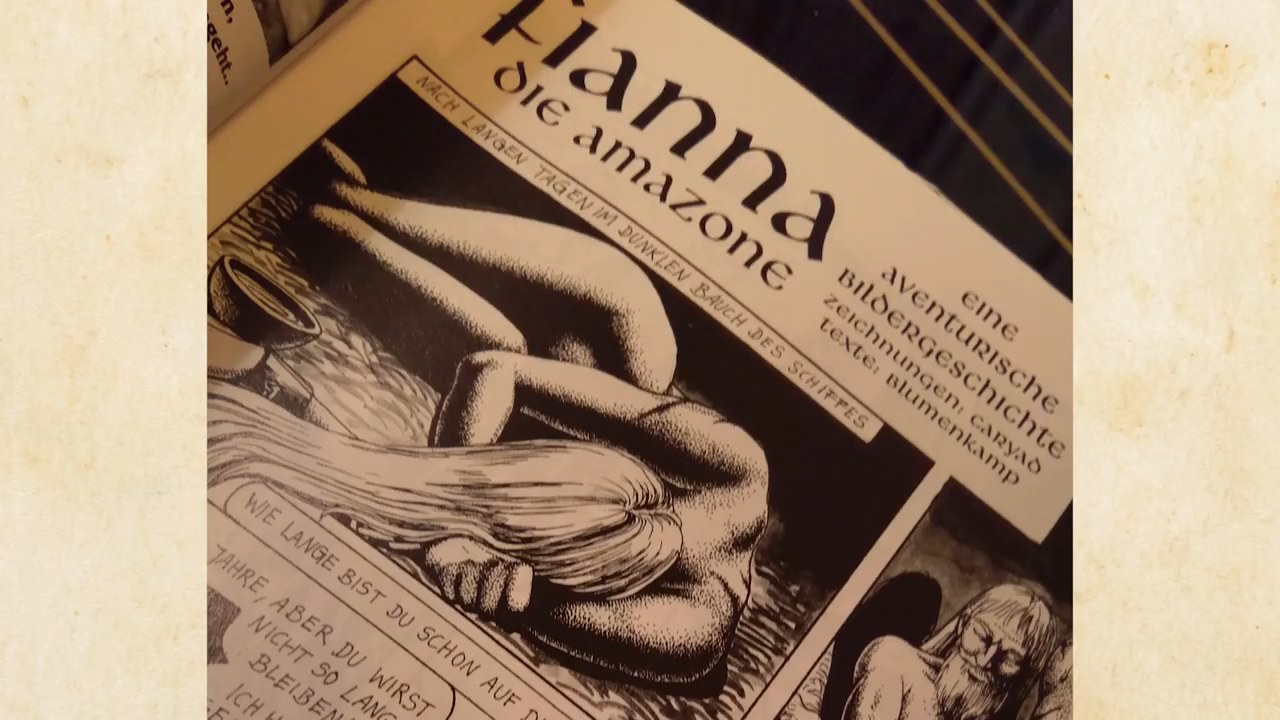 n,
geht..
fianna
die amazone
eine
aventurische
bildergeschichte
zeichnungen: caryad
texte: blumenkamp
NACH LANGEN TAGEN IM DUNKLEN BAUCH DES SCHIFFES
WIE LANGE BIST DU SCHON AUF
JAHRE, ABER DU WIRST
NICHT SO LANG
BLEIBEN
ICH